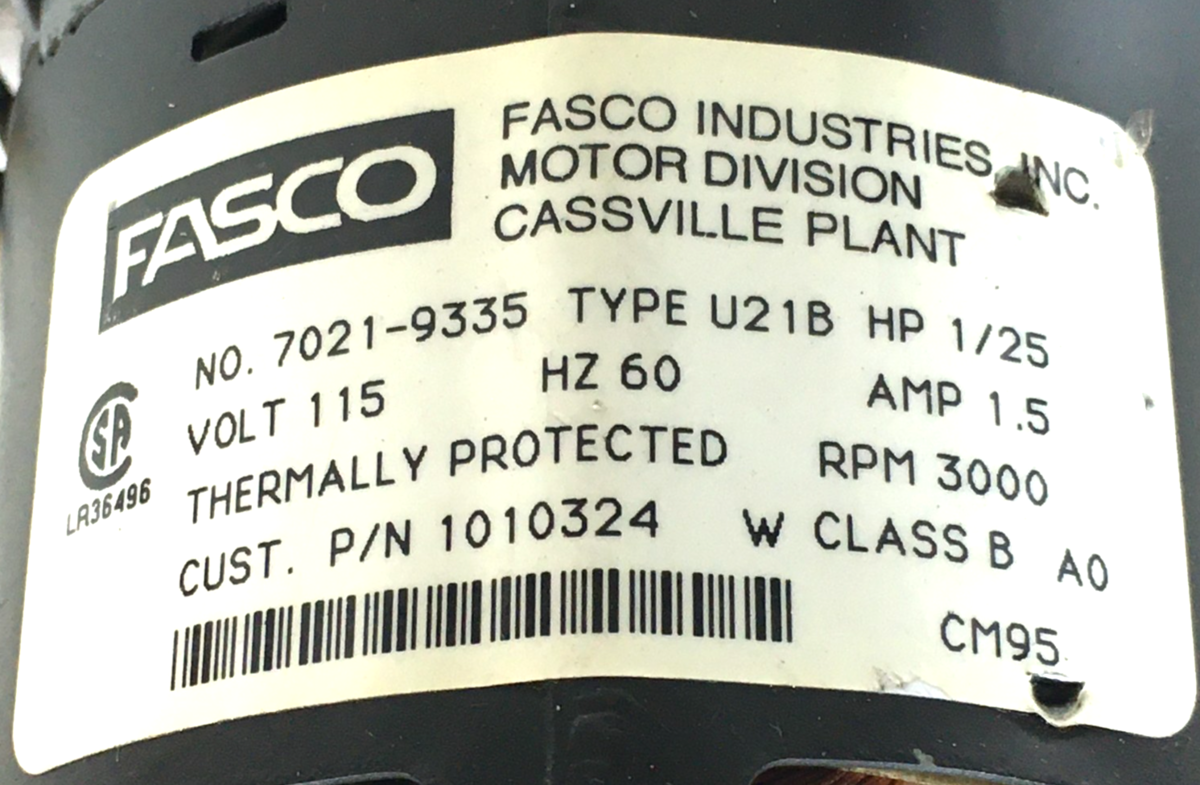 FASCO
FASCO INDUSTRIES, INC.
MOTOR DIVISION
CASSVILLE PLANT
NO. 7021-9335 TYPE U21B HP 1/25
VOLT 115 HZ 60 AMP 1.5
THERMALLY PROTECTED RPM 3000
CUST. P/N 1010324 W CLASS B A0
CM95
SA
LR36496